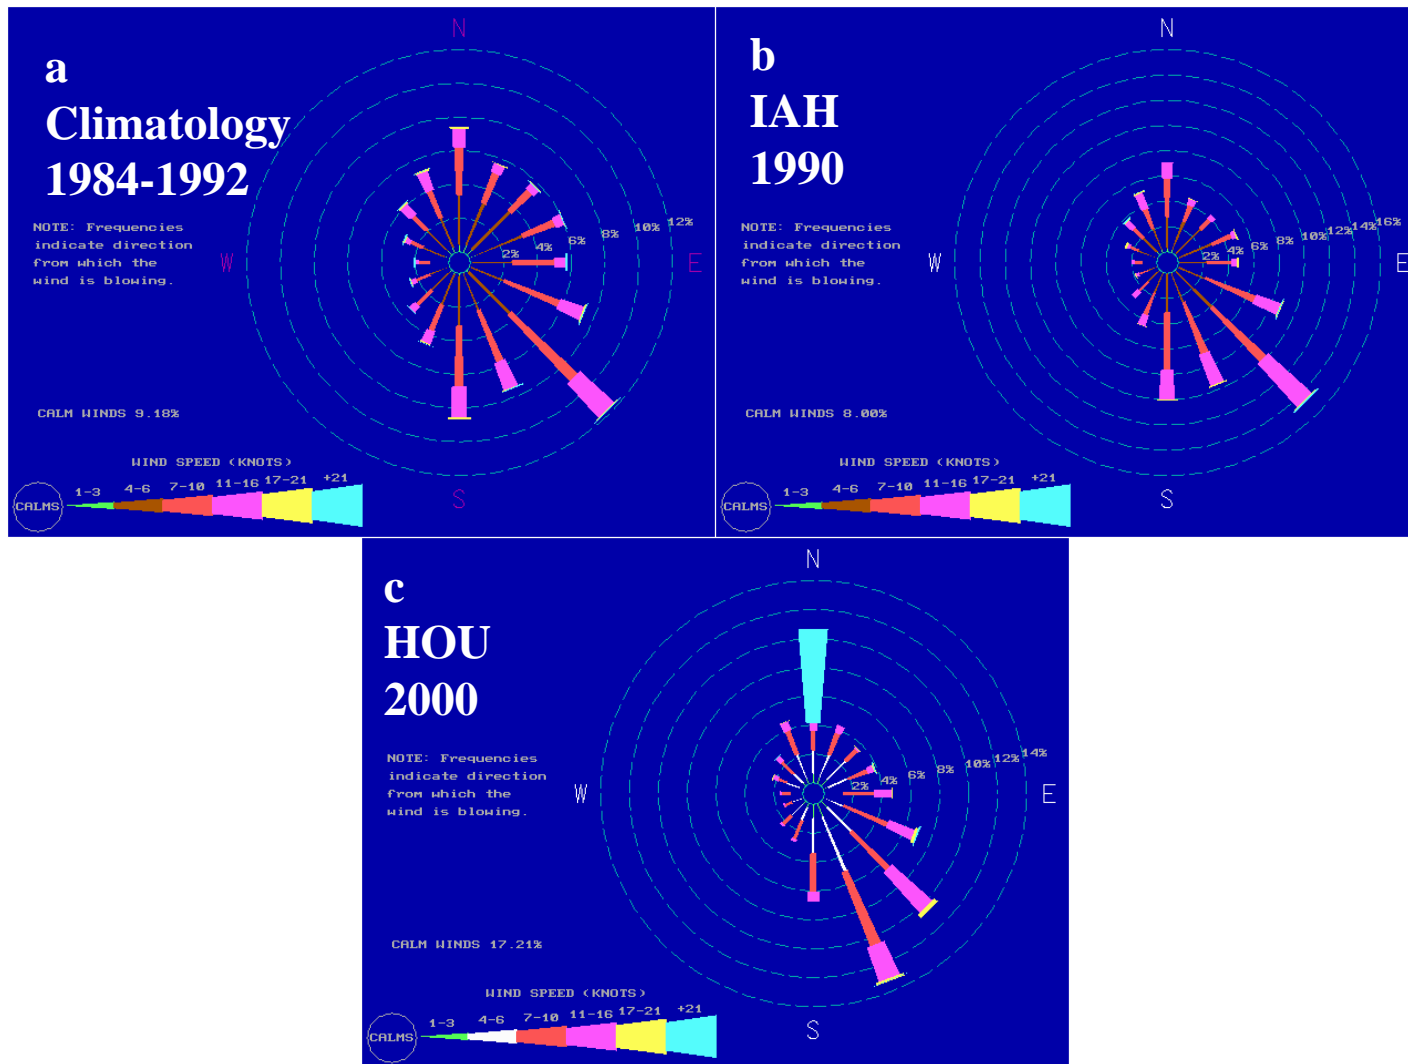 a
Climatology
1984-1992
N
NOTE: Frequencies
indicate direction
from which the
wind is blowing.
W
2%
4%
6%
8%
10%
12%
E
CALM WINDS 9.18%
WIND SPEED (KNOTS)
CALMS
1-3
4-6
7-10
11-16
17-21
+21
S
b
IAH
1990
N
NOTE: Frequencies
indicate direction
from which the
wind is blowing.
W
2%
4%
6%
8%
10%
12%
14%
16%
E
CALM WINDS 8.00%
WIND SPEED (KNOTS)
CALMS
1-3
4-6
7-10
11-16
17-21
+21
S
c
HOU
2000
N
NOTE: Frequencies
indicate direction
from which the
wind is blowing.
W
2%
4%
6%
8%
10%
12%
14%
E
CALM WINDS 17.21%
WIND SPEED (KNOTS)
CALMS
1-3
4-6
7-10
11-16
17-21
+21
S